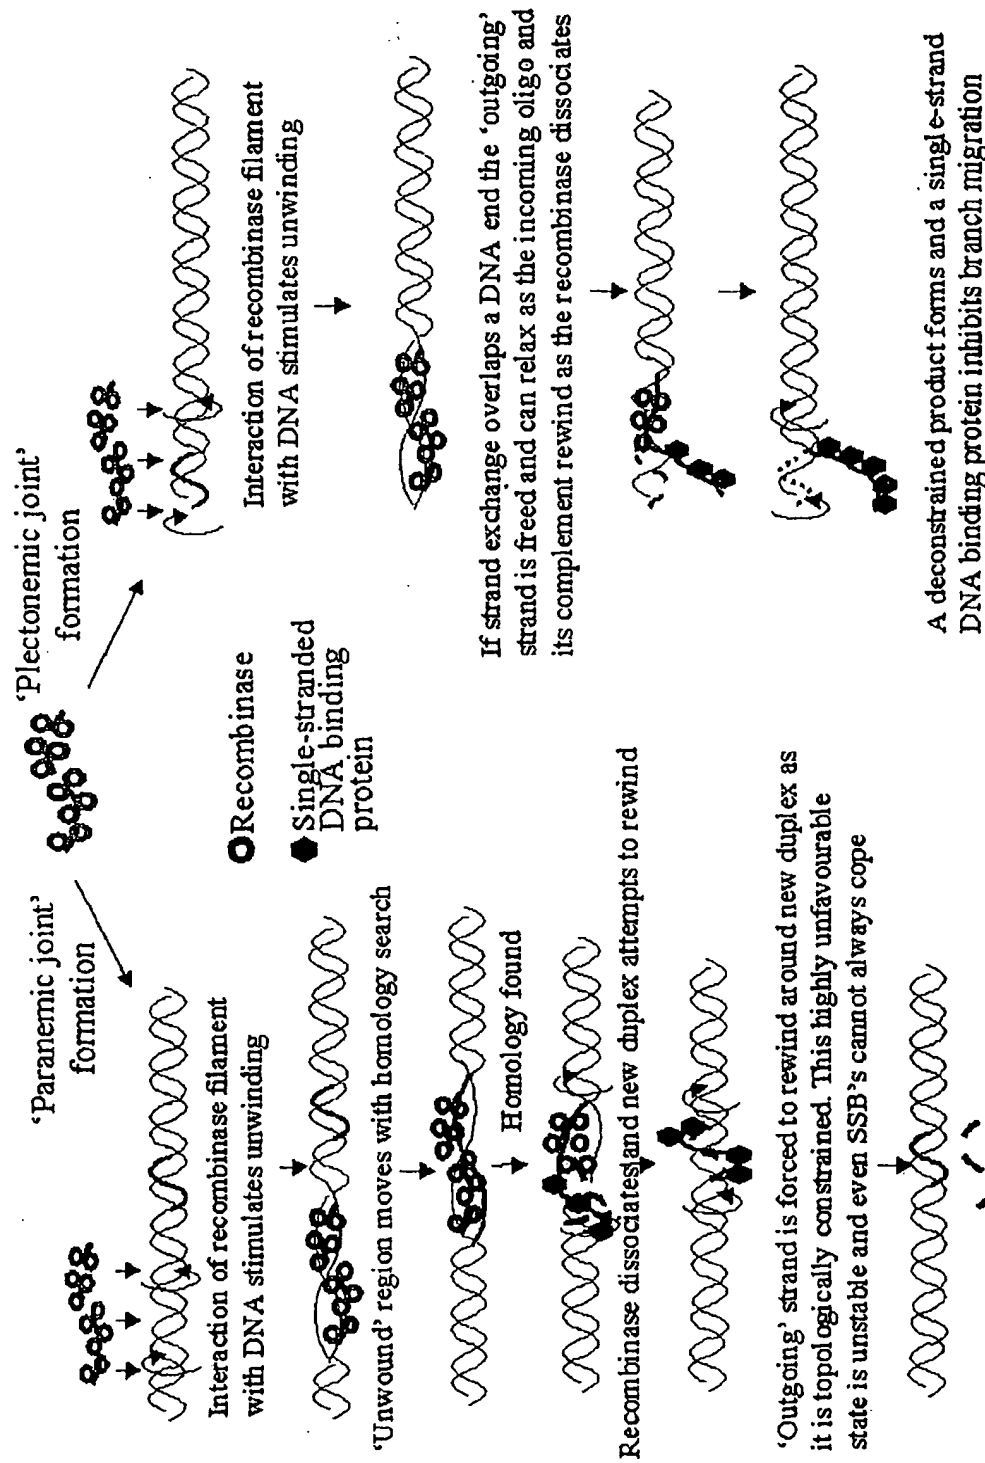 ‘Paranemic joint’
formation
‘Plectonemic joint’
formation
Recombinase
Single-stranded
DNA binding
protein
Interaction of recombinase filament
with DNA stimulates unwinding
‘Unwound’ region moves with homology search
Homology found
Recombinase dissociates and new duplex attempts to rewind
‘Outgoing’ strand is forced to rewind around new duplex as
it is topologically constrained. This highly unfavourable
state is unstable and even SSB’s cannot always cope
Interaction of recombinase filament
with DNA stimulates unwinding
If strand exchange overlaps a DNA end the ‘outgoing’
strand is freed and can relax as the incoming oligo and
its complement rewind as the recombinase dissociates
A deconstrained product forms and a single-strand
DNA binding protein inhibits branch migration